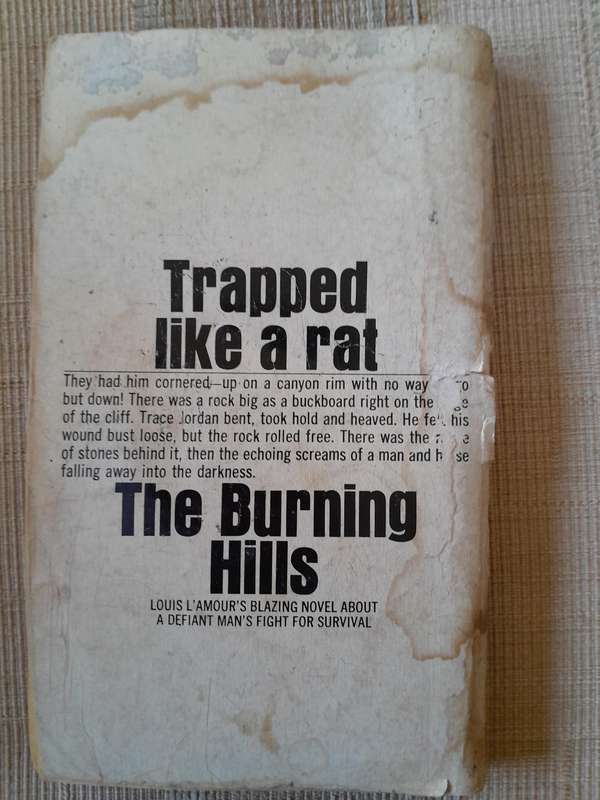 Trapped
like a rat
They had him cornered—up on a canyon rim with no way
but down! There was a rock big as a buckboard right on the
of the cliff. Trace Jordan bent, took hold and heaved. He felt his
wound bust loose, but the rock rolled free. There was the
of stones behind it, then the echoing screams of a man and horse
falling away into the darkness.
The Burning
Hills
LOUIS L'AMOUR'S BLAZING NOVEL ABOUT
A DEFIANT MAN'S FIGHT FOR SURVIVAL